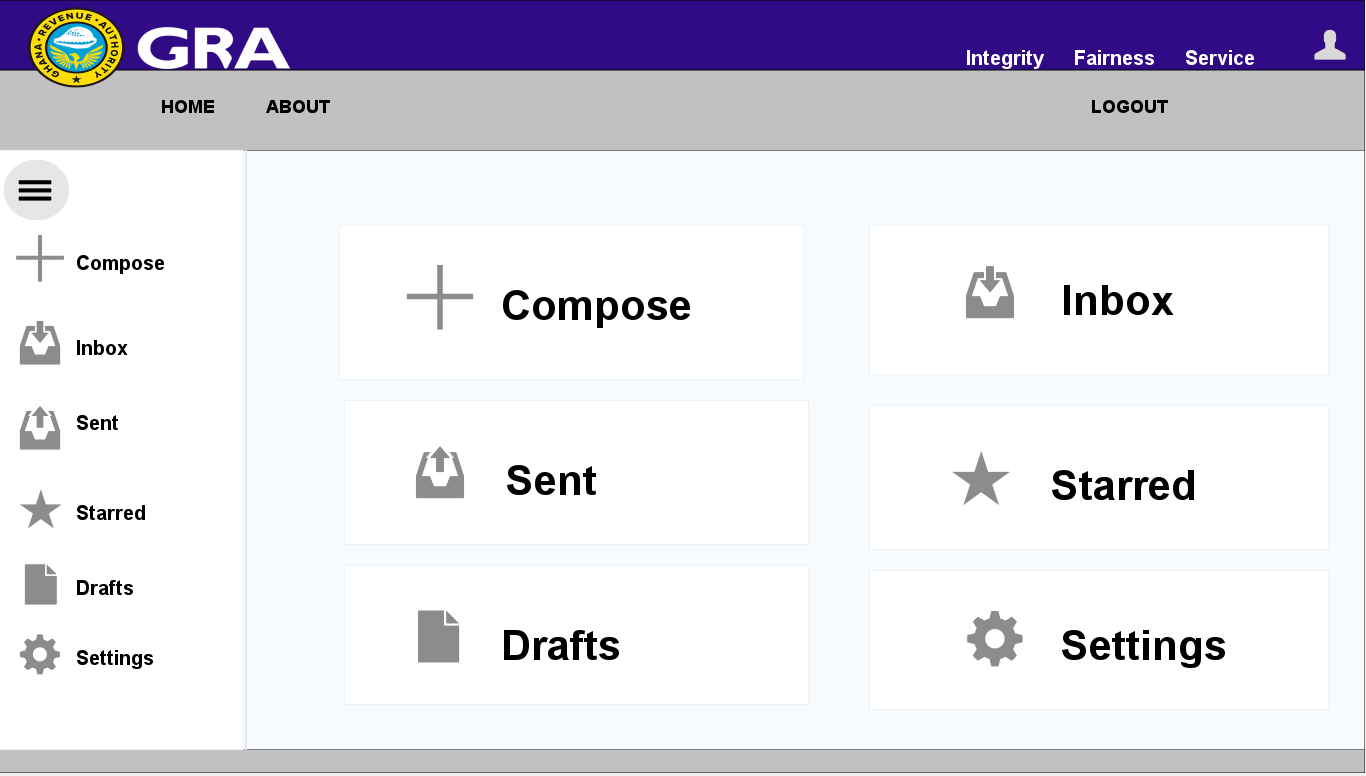 GHANA · REVENUE · AUTHORITY
GRA
Integrity Fairness Service
HOME ABOUT LOGOUT
Compose
Inbox
Sent
Starred
Drafts
Settings
Compose Inbox
Sent Starred
Drafts Settings